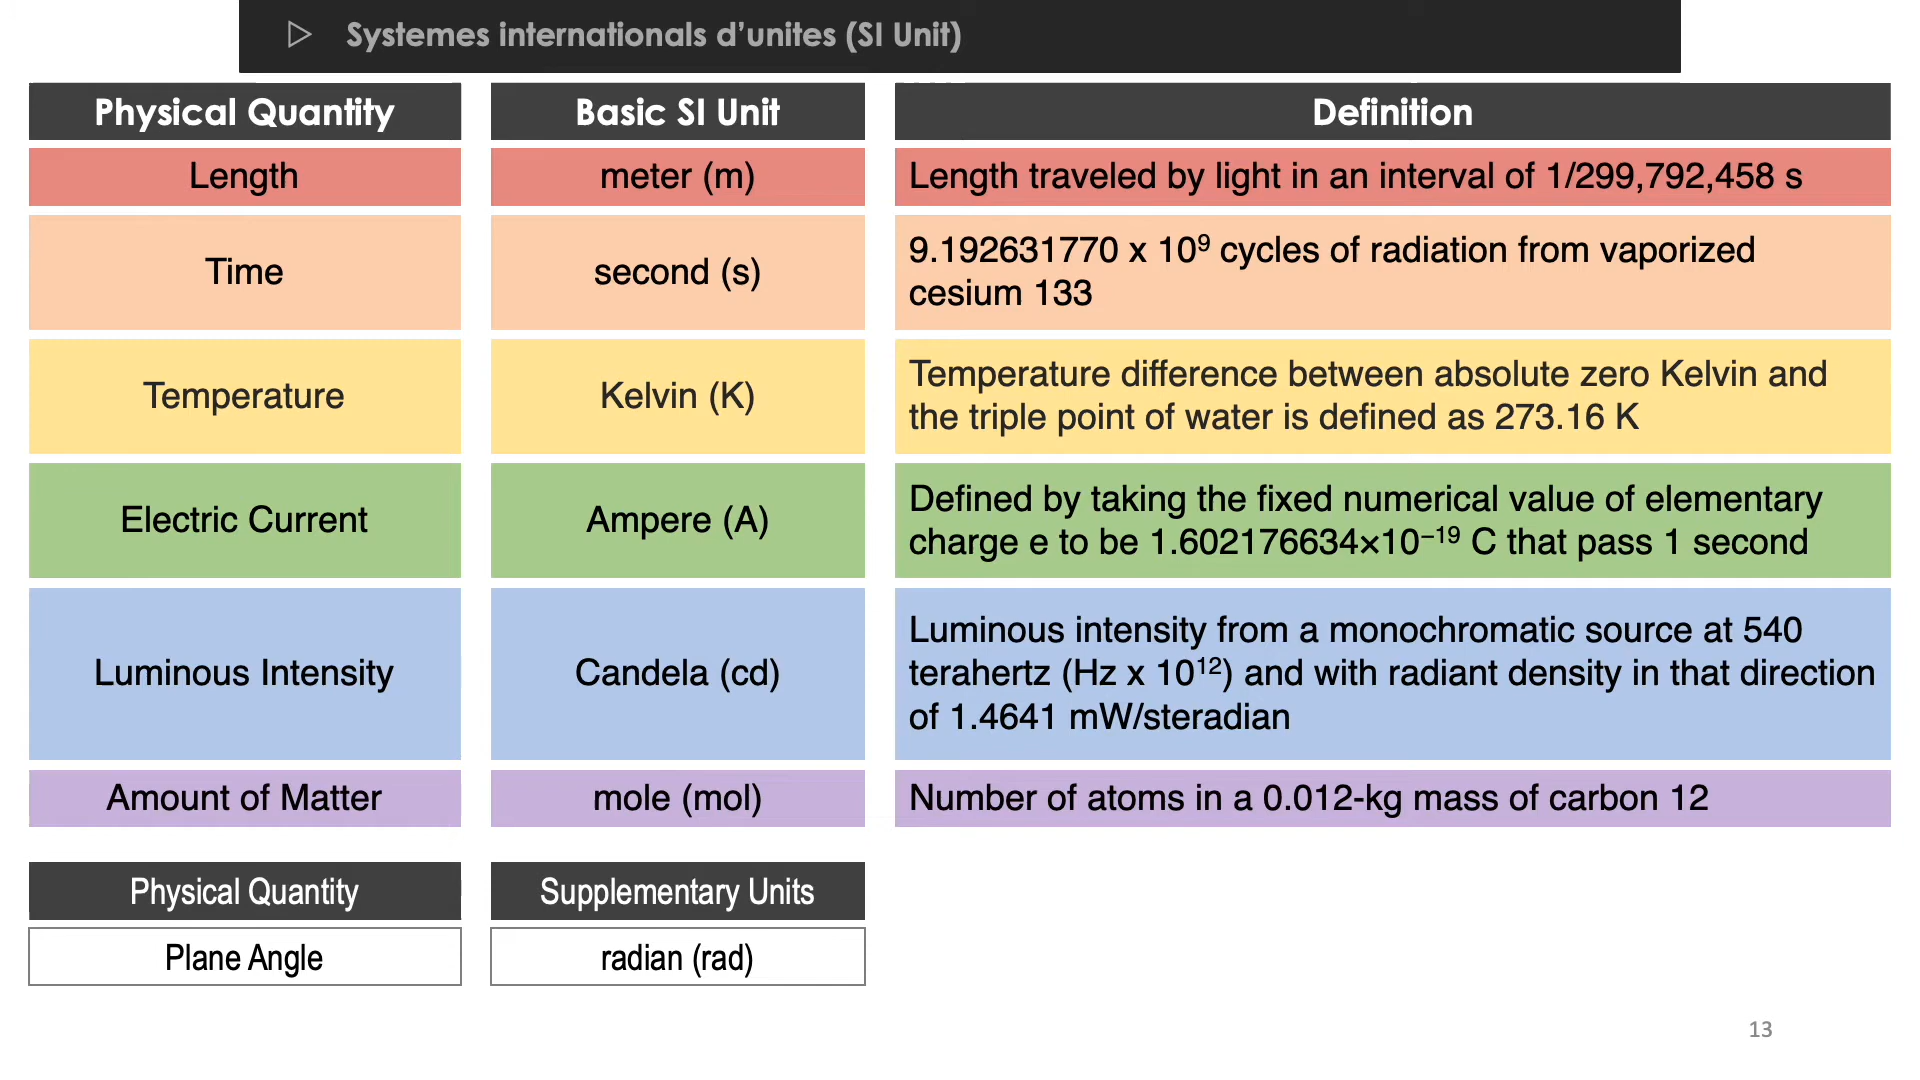 Systemes internationals d’unites (SI Unit)
Physical Quantity
Basic SI Unit
Definition
Length
meter (m)
Length traveled by light in an interval of 1/299,792,458 s
Time
second (s)
9.192631770 x 10⁹ cycles of radiation from vaporized
cesium 133
Temperature
Kelvin (K)
Temperature difference between absolute zero Kelvin and
the triple point of water is defined as 273.16 K
Electric Current
Ampere (A)
Defined by taking the fixed numerical value of elementary
charge e to be 1.602176634×10⁻¹⁹ C that pass 1 second
Luminous Intensity
Candela (cd)
Luminous intensity from a monochromatic source at 540
terahertz (Hz x 10¹²) and with radiant density in that direction
of 1.4641 mW/steradian
Amount of Matter
mole (mol)
Number of atoms in a 0.012-kg mass of carbon 12
Physical Quantity
Supplementary Units
Plane Angle
radian (rad)
13